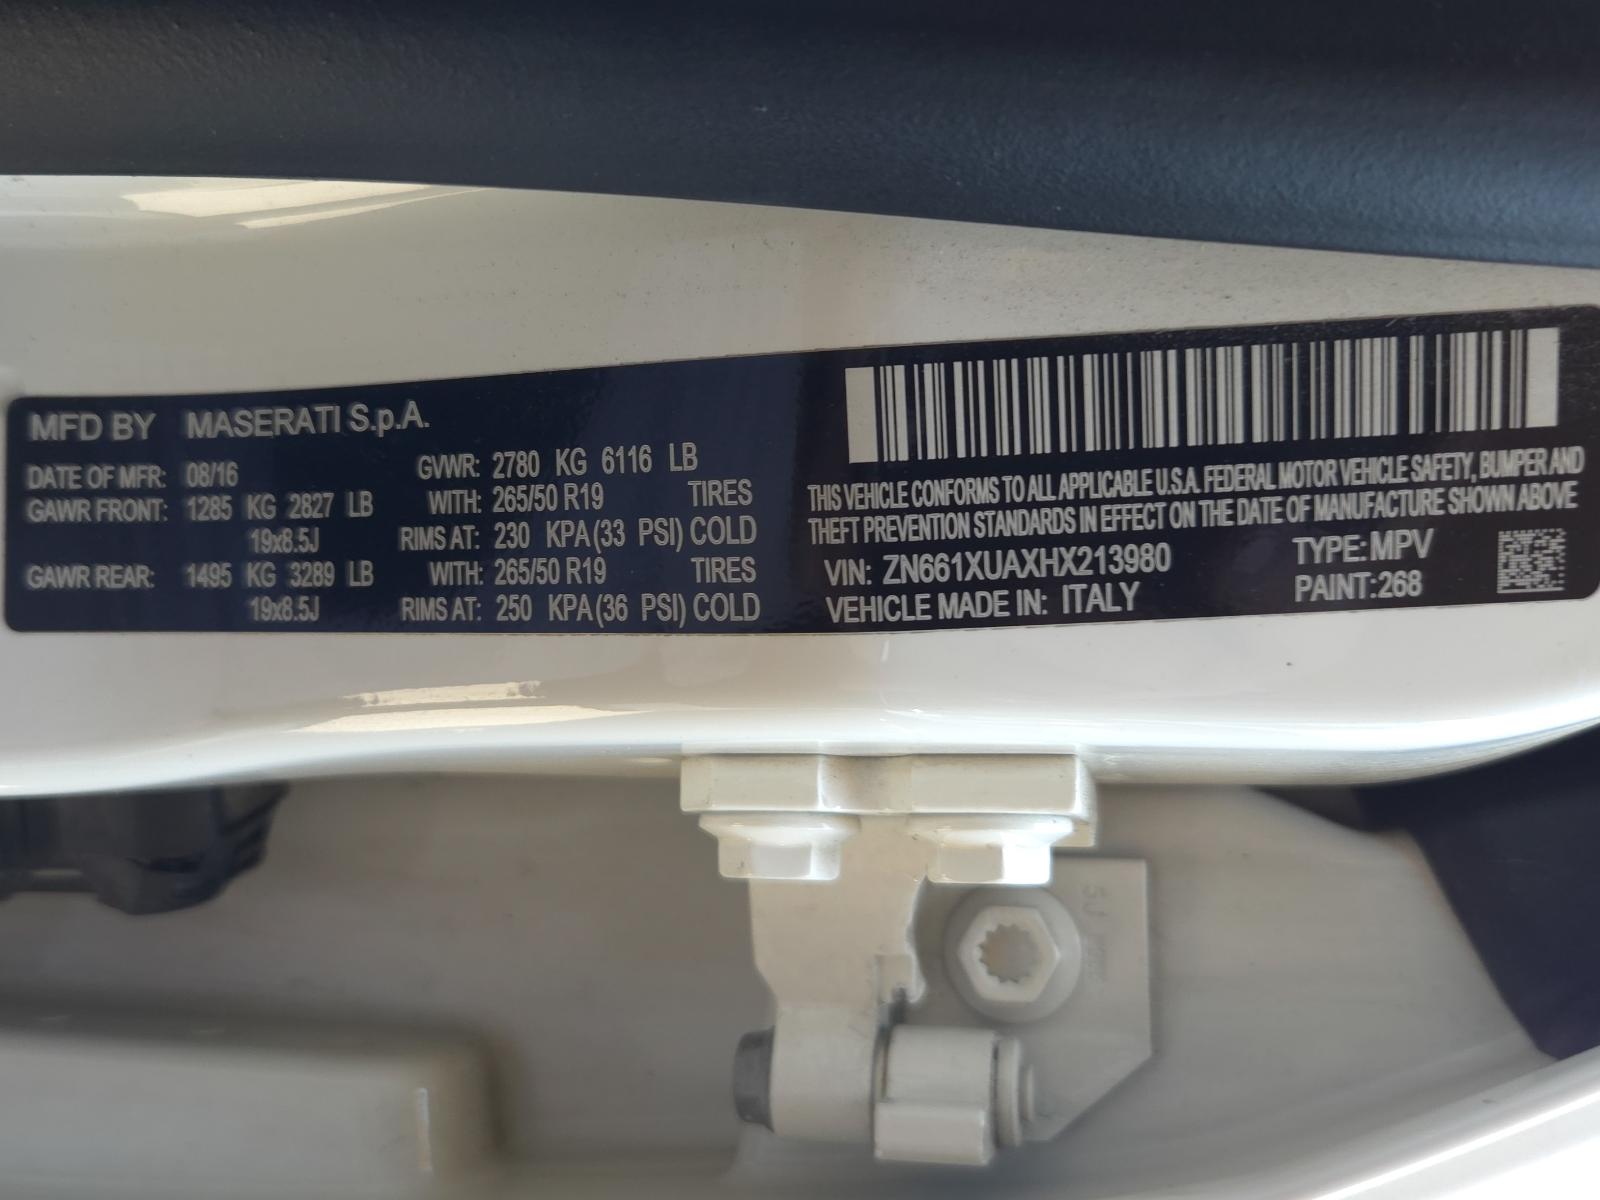 MFD BY MASERATI S.p.A.
DATE OF MFR: 08/16 GVWR: 2780 KG 6116 LB
GAWR FRONT: 1285 KG 2827 LB WITH: 265/50 R19 TIRES
19x8.5J RIMS AT: 230 KPA (33 PSI) COLD
GAWR REAR: 1495 KG 3289 LB WITH: 265/50 R19 TIRES
19x8.5J RIMS AT: 250 KPA (36 PSI) COLD
THIS VEHICLE CONFORMS TO ALL APPLICABLE U.S.A. FEDERAL MOTOR VEHICLE SAFETY, BUMPER AND
THEFT PREVENTION STANDARDS IN EFFECT ON THE DATE OF MANUFACTURE SHOWN ABOVE
VIN: ZN661XUAXHX213980 TYPE: MPV
VEHICLE MADE IN: ITALY PAINT: 268